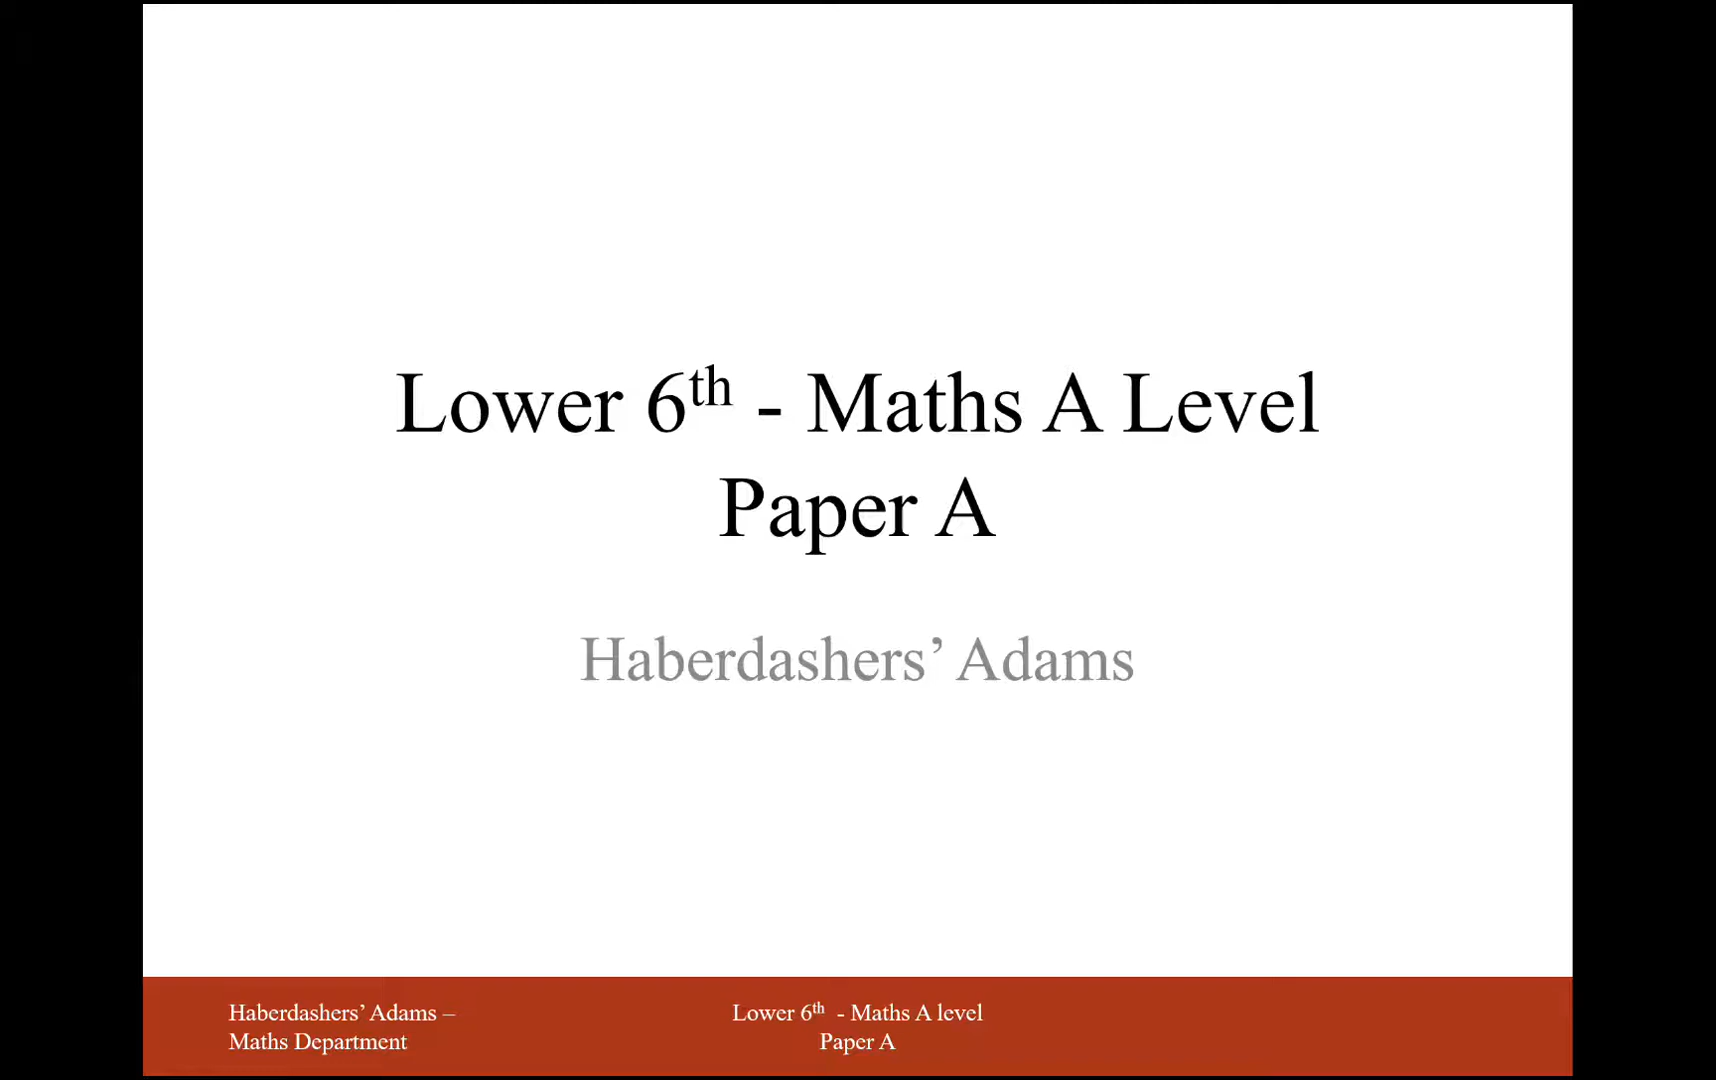 Lower 6th - Maths A Level
Paper A
Haberdashers’ Adams
Haberdashers’ Adams –
Maths Department
Lower 6th - Maths A level
Paper A